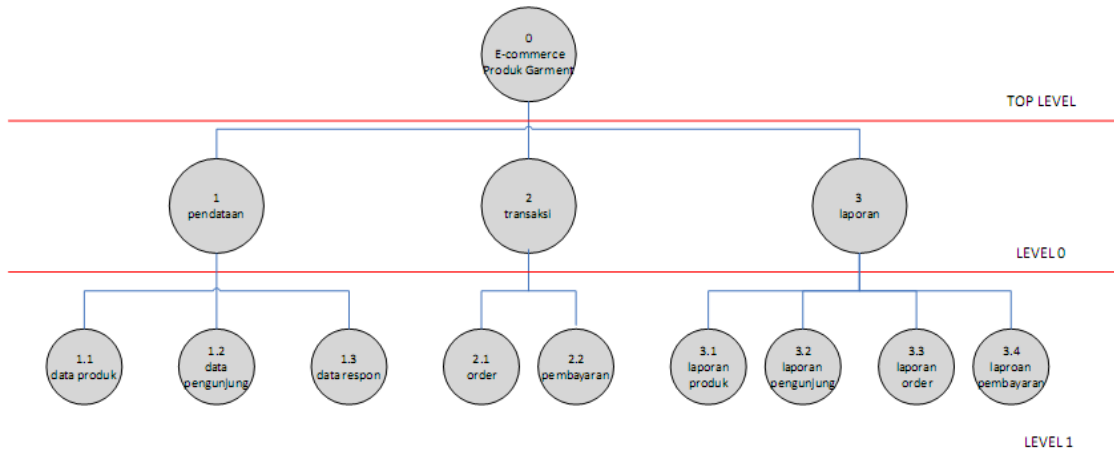 0
E-commerce
Produk Garment
TOP LEVEL
1
pendataan
2
transaksi
3
laporan
LEVEL 0
1.1
data produk
1.2
data
pengunjung
1.3
data respon
2.1
order
2.2
pembayaran
3.1
laporan
produk
3.2
laporan
pengunjung
3.3
laporan
order
3.4
laproan
pembayaran
LEVEL 1